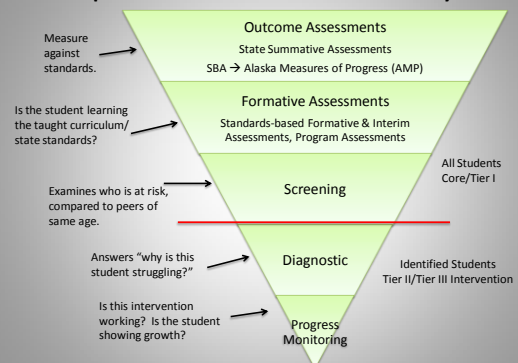 Outcome Assessments
Measure
against
standards.
State Summative Assessments
SBA → Alaska Measures of Progress (AMP)
Formative Assessments
Is the student learning
the taught curriculum/
state standards?
Standards-based Formative & Interim
Assessments, Program Assessments
All Students
Core/Tier I
Screening
Examines who is at risk,
compared to peers of
same age.
Answers “why is this
student struggling?”
Diagnostic
Identified Students
Tier II/Tier III Intervention
Is this intervention
working? Is the student
showing growth?
Progress
Monitoring